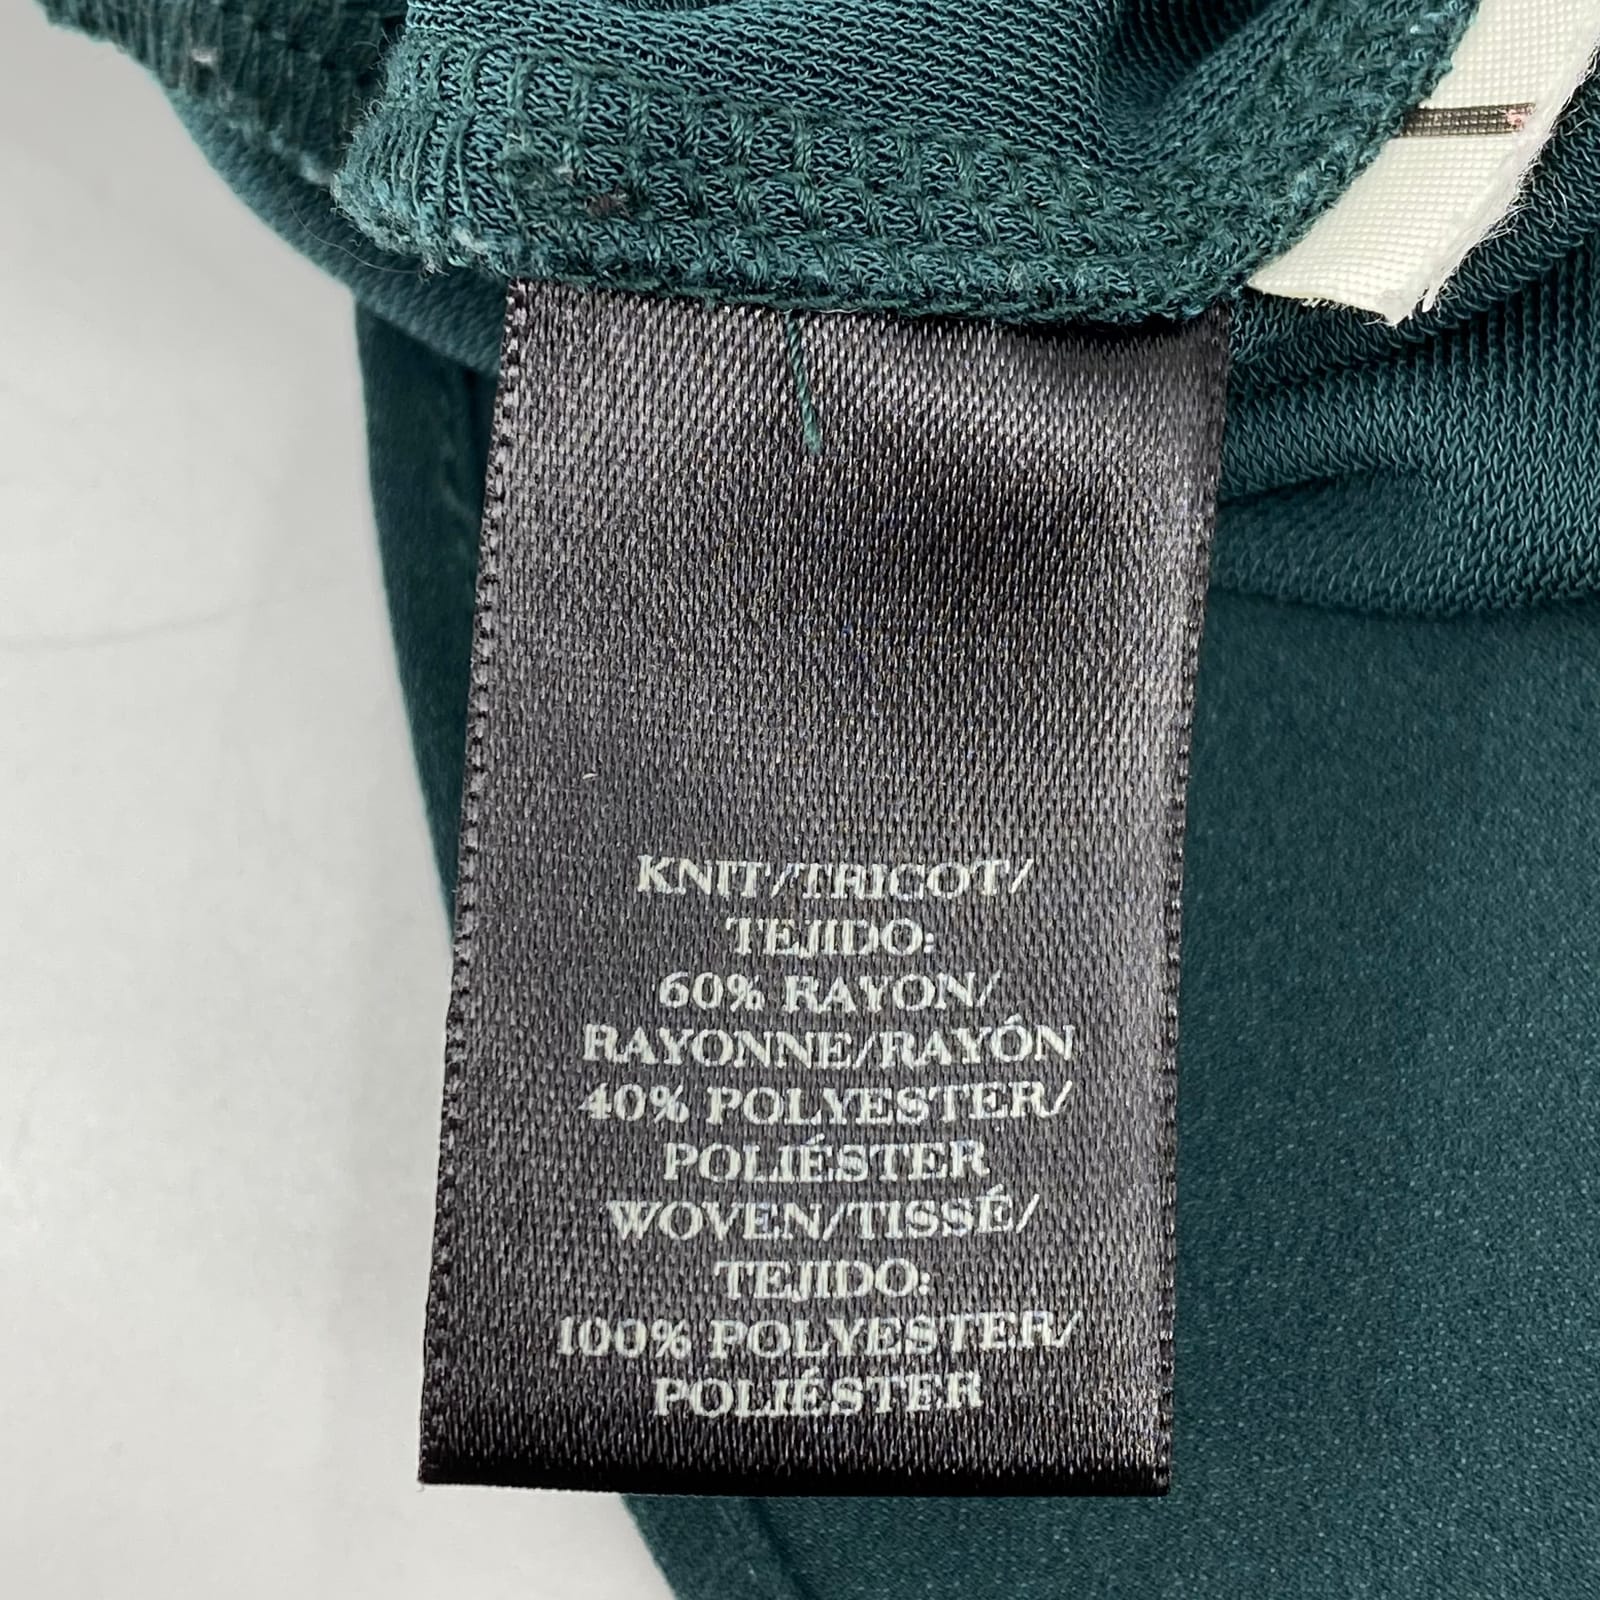 KNIT/TRICOT/
TEJIDO:
60% RAYON/
RAYONNE/RAYÓN
40% POLYESTER/
POLIÉSTER
WOVEN/TISSÉ/
TEJIDO:
100% POLYESTER/
POLIÉSTER